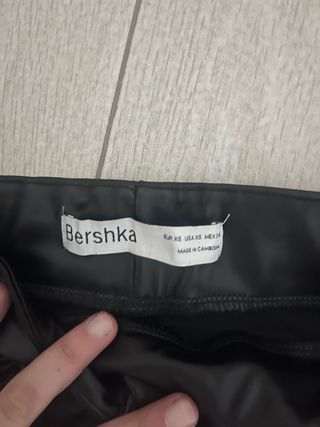 Bershka
EUR XS USA XS MEX 24
MADE IN CAMBODIA